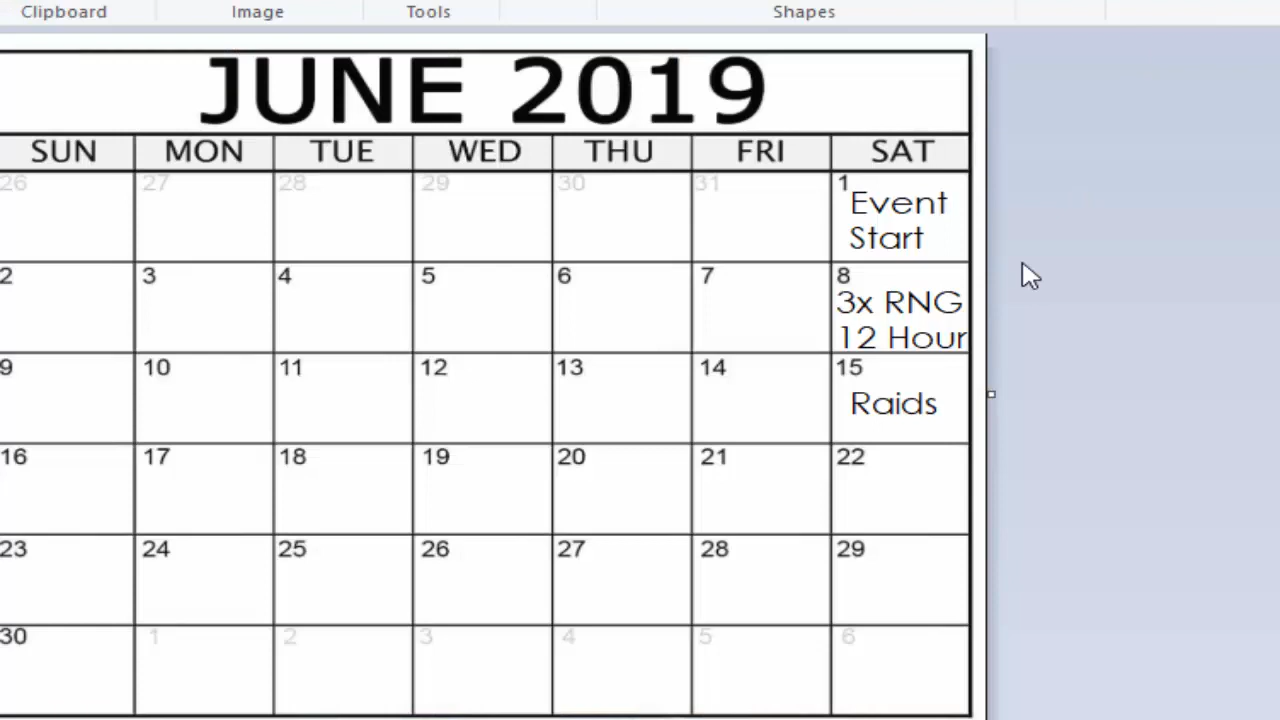 Clipboard Image Tools Shapes
JUNE 2019
SUN MON TUE WED THU FRI SAT
26 27 28 29 30 31 1
Event
Start
2 3 4 5 6 7 8
3x RNG
12 Hour
9 10 11 12 13 14 15
Raids
16 17 18 19 20 21 22
23 24 25 26 27 28 29
30 1 2 3 4 5 6